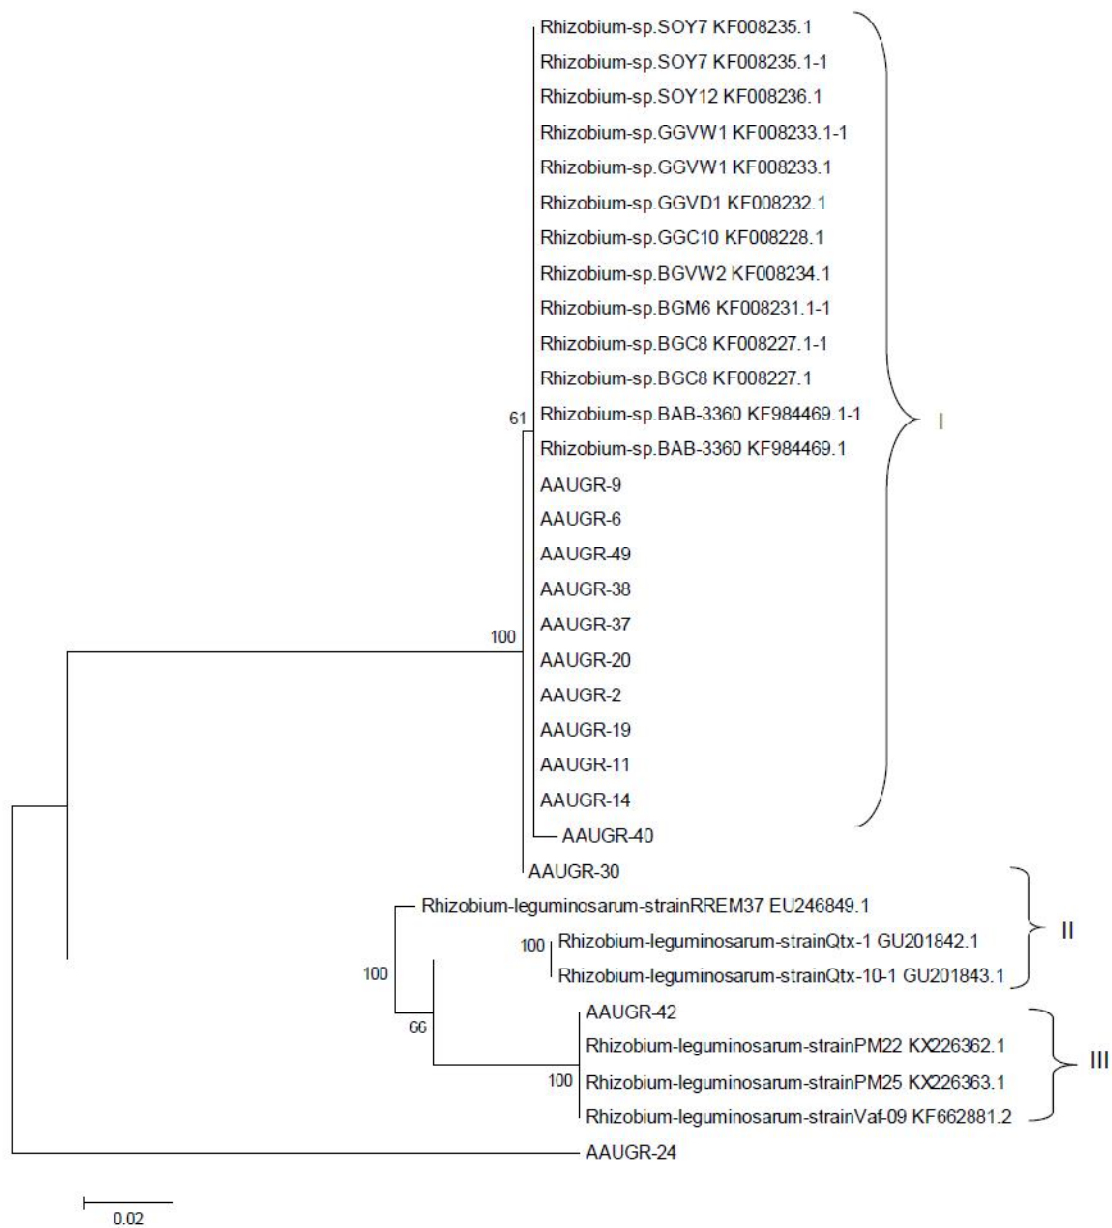 Rhizobium-sp.SOY7 KF008235.1
Rhizobium-sp.SOY7 KF008235.1-1
Rhizobium-sp.SOY12 KF008236.1
Rhizobium-sp.GGVW1 KF008233.1-1
Rhizobium-sp.GGVW1 KF008233.1
Rhizobium-sp.GGVD1 KF008232.1
Rhizobium-sp.GGC10 KF008228.1
Rhizobium-sp.BGVW2 KF008234.1
Rhizobium-sp.BGM6 KF008231.1-1
Rhizobium-sp.BGC8 KF008227.1-1
Rhizobium-sp.BGC8 KF008227.1
61
Rhizobium-sp.BAB-3360 KF984469.1-1
I
Rhizobium-sp.BAB-3360 KF984469.1
AAUGR-9
AAUGR-6
AAUGR-49
AAUGR-38
AAUGR-37
100
AAUGR-20
AAUGR-2
AAUGR-19
AAUGR-11
AAUGR-14
AAUGR-40
AAUGR-30
Rhizobium-leguminosarum-strainRREM37 EU246849.1
II
100
Rhizobium-leguminosarum-strainQtx-1 GU201842.1
100
Rhizobium-leguminosarum-strainQtx-10-1 GU201843.1
AAUGR-42
66
Rhizobium-leguminosarum-strainPM22 KX226362.1
III
100
Rhizobium-leguminosarum-strainPM25 KX226363.1
Rhizobium-leguminosarum-strainVaf-09 KF662881.2
AAUGR-24
0.02